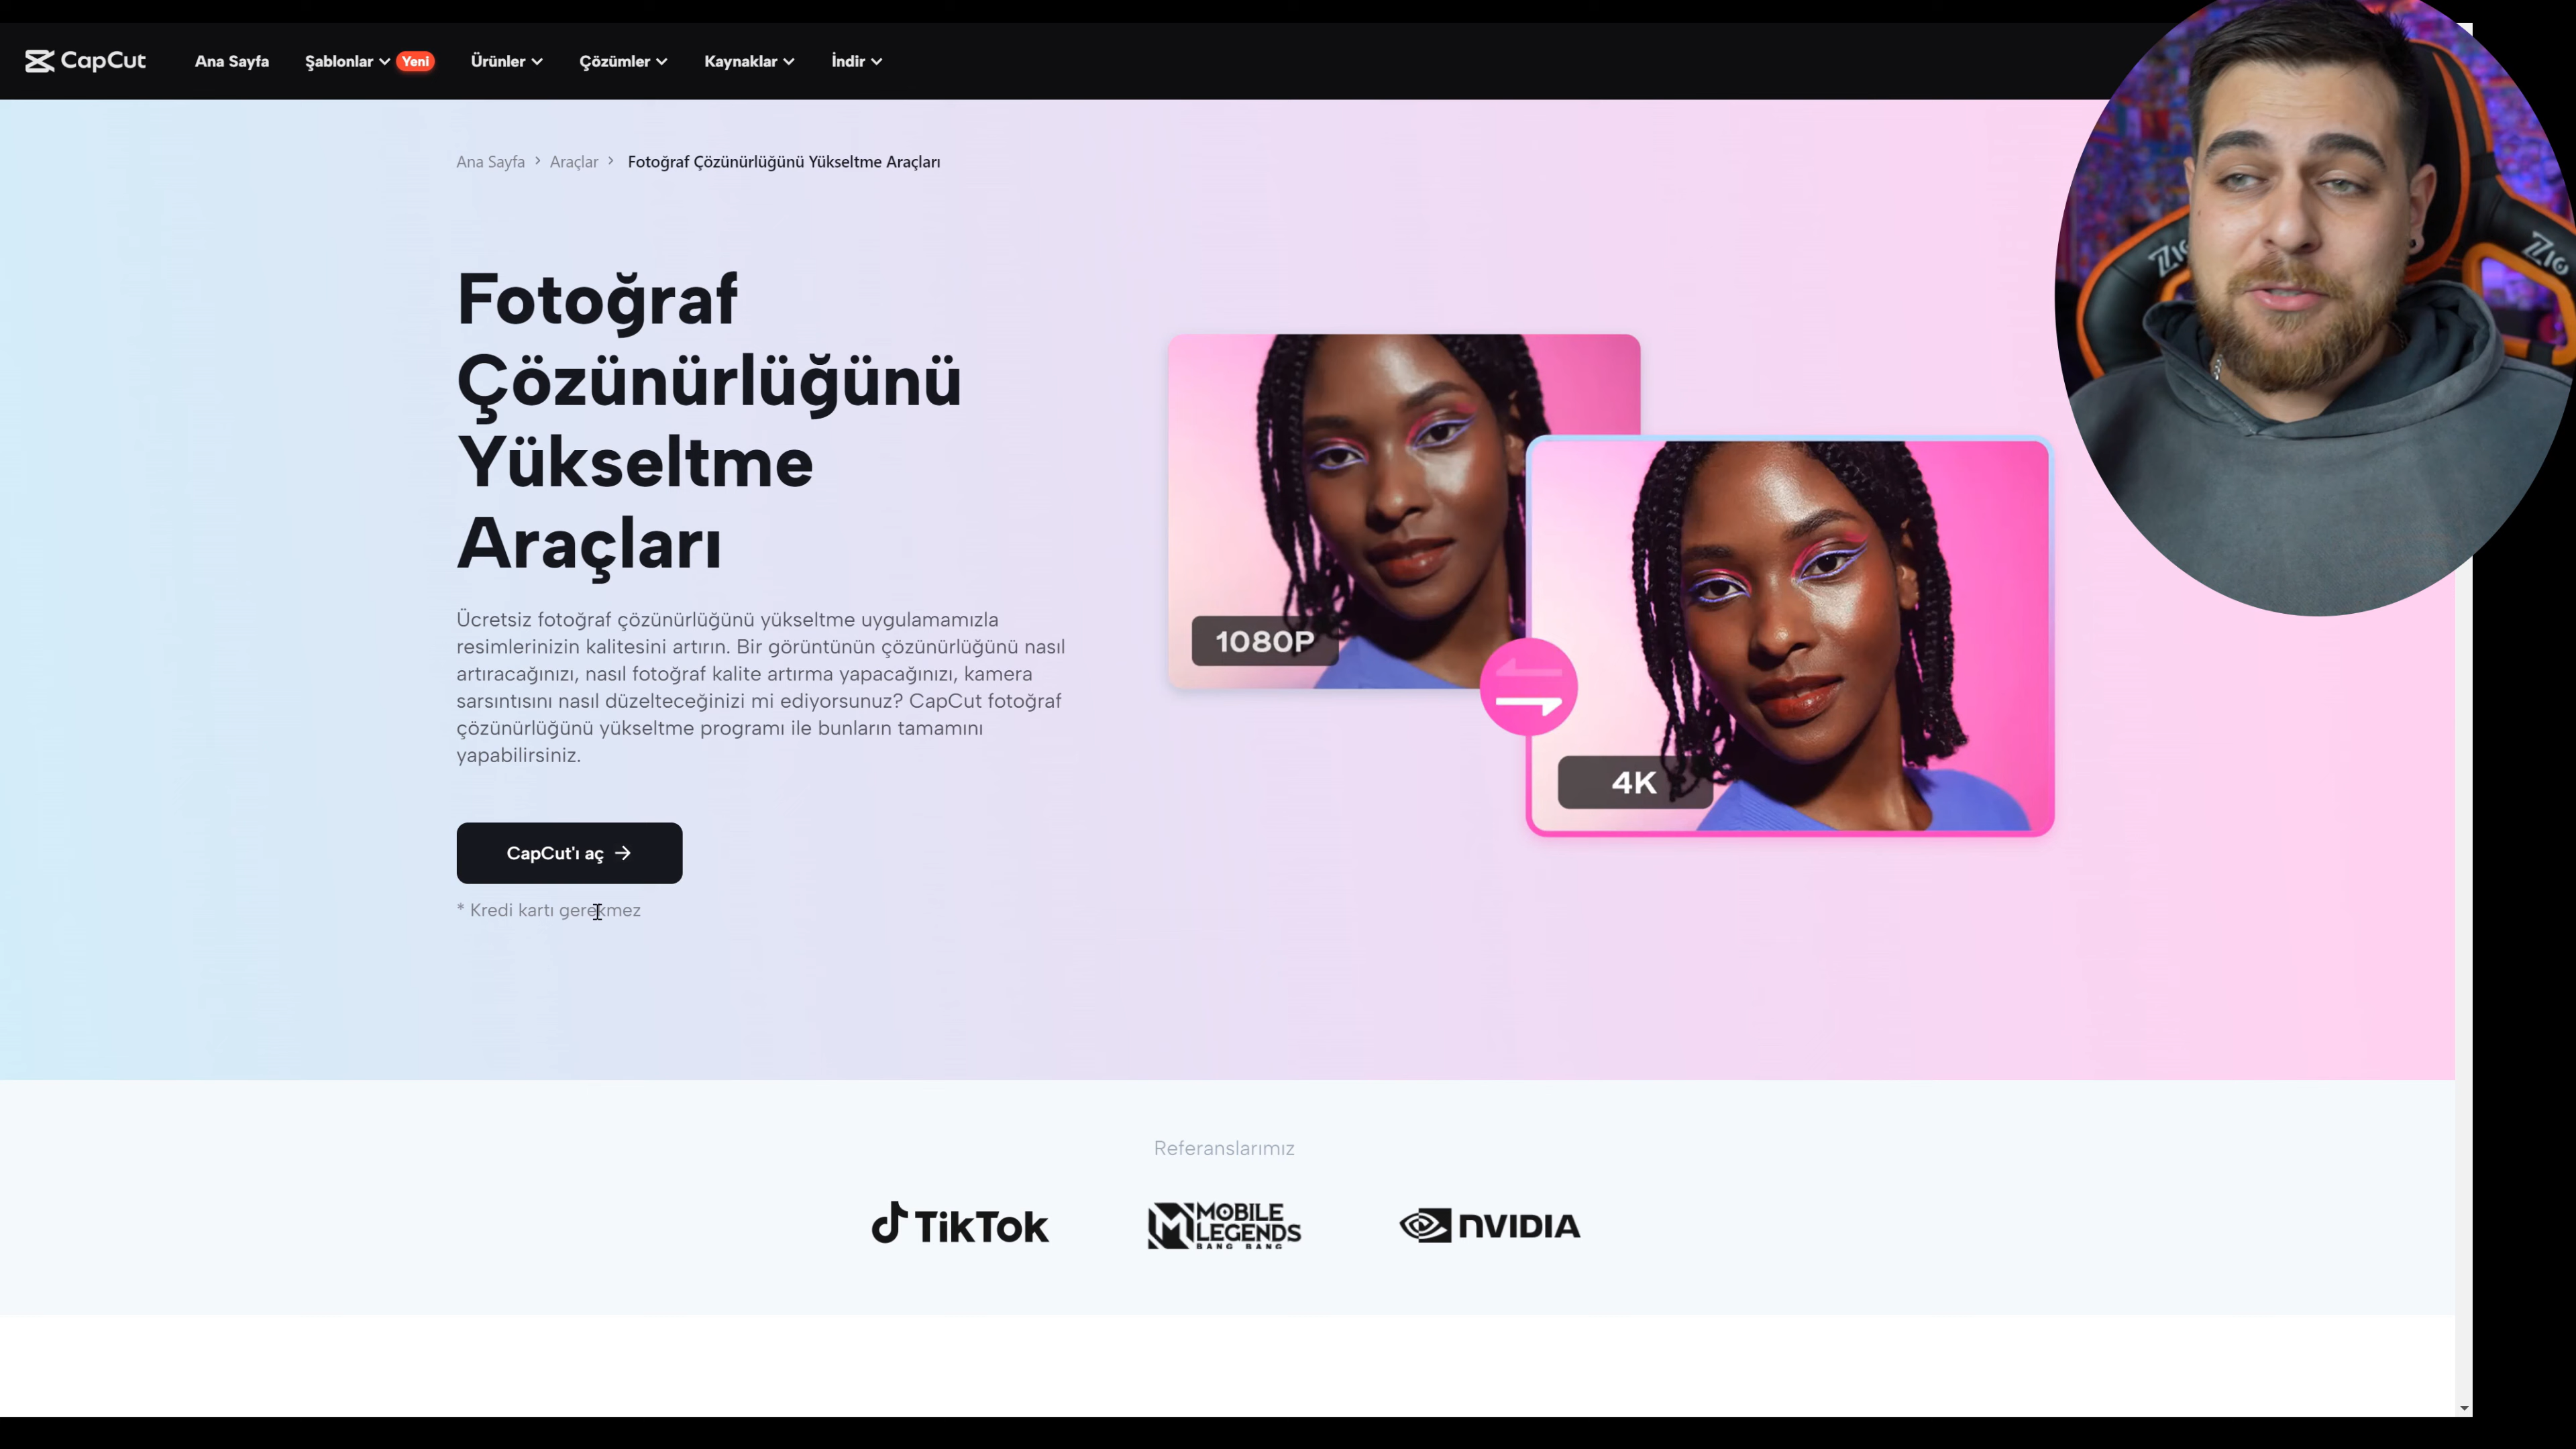 CapCut
Ana Sayfa
Şablonlar
Yeni
Ürünler
Çözümler
Kaynaklar
İndir
Ana Sayfa > Araçlar > Fotoğraf Çözünürlüğünü Yükseltme Araçları
Fotoğraf
Çözünürlüğünü
Yükseltme
Araçları
Ücretsiz fotoğraf çözünürlüğünü yükseltme uygulamamızla
resimlerinizin kalitesini artırın. Bir görüntünün çözünürlüğünü nasıl
artıracağınızı, nasıl fotoğraf kalite artırma yapacağınızı, kamera
sarsıntısını nasıl düzelteceğinizi mi ediyorsunuz? CapCut fotoğraf
çözünürlüğünü yükseltme programı ile bunların tamamını
yapabilirsiniz.
CapCut'ı aç →
* Kredi kartı gerekmez
1080P
4K
Referanslarımız
TikTok
MOBILE
LEGENDS
BANG BANG
NVIDIA